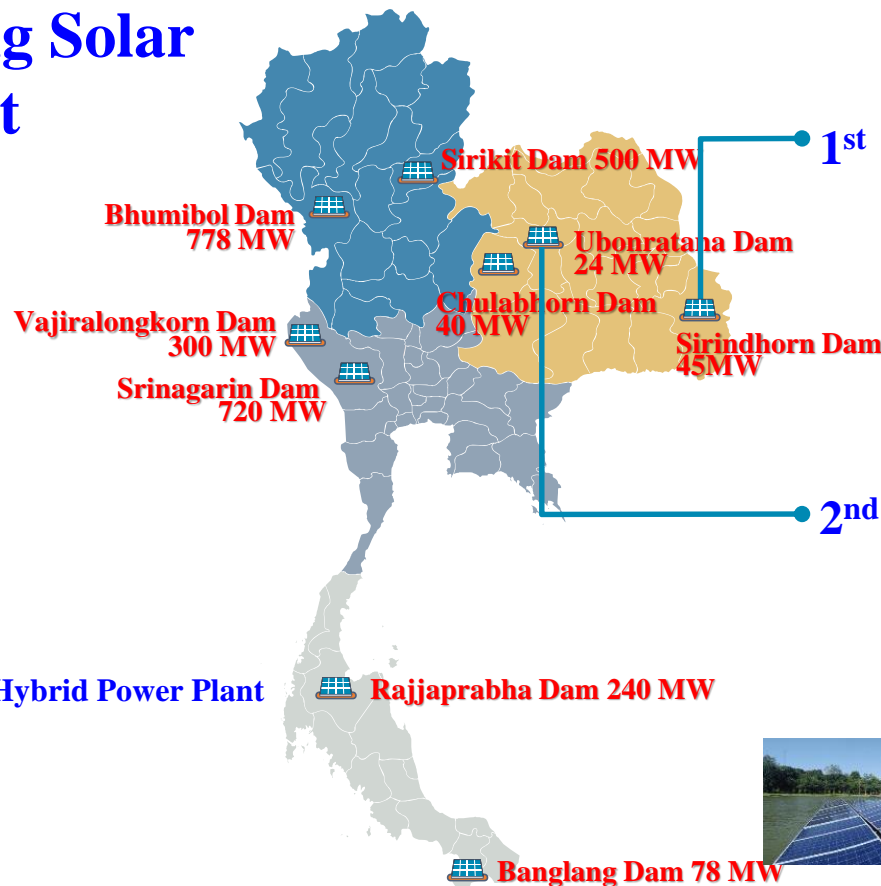 g Solar
t
1st
Sirikit Dam 500 MW
Bhumibol Dam
778 MW
Ubonratana Dam
24 MW
Chulabhorn Dam
40 MW
Vajiralongkorn Dam
300 MW
Sirindhorn Dam
45MW
Srinagarin Dam
720 MW
2nd
Hybrid Power Plant
Rajjaprabha Dam 240 MW
Banglang Dam 78 MW